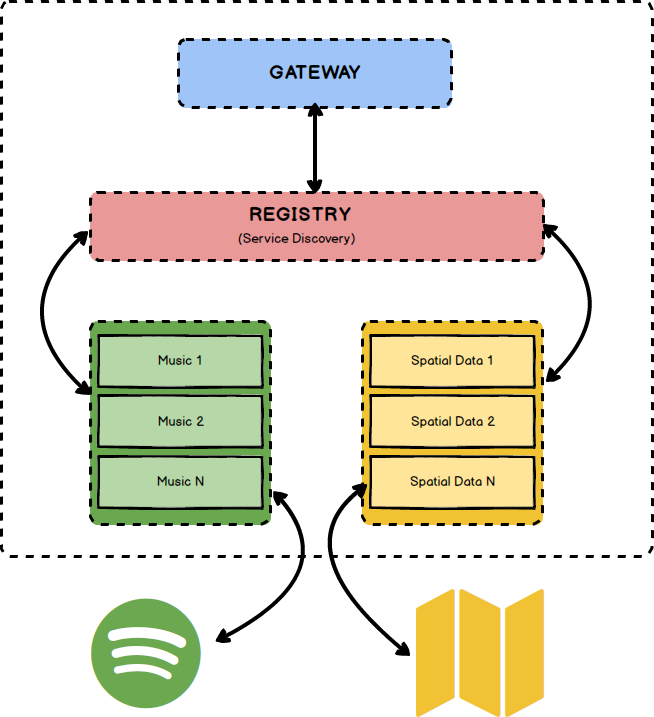 GATEWAY
REGISTRY
(Service Discovery)
Music 1
Music 2
Music N
Spatial Data 1
Spatial Data 2
Spatial Data N